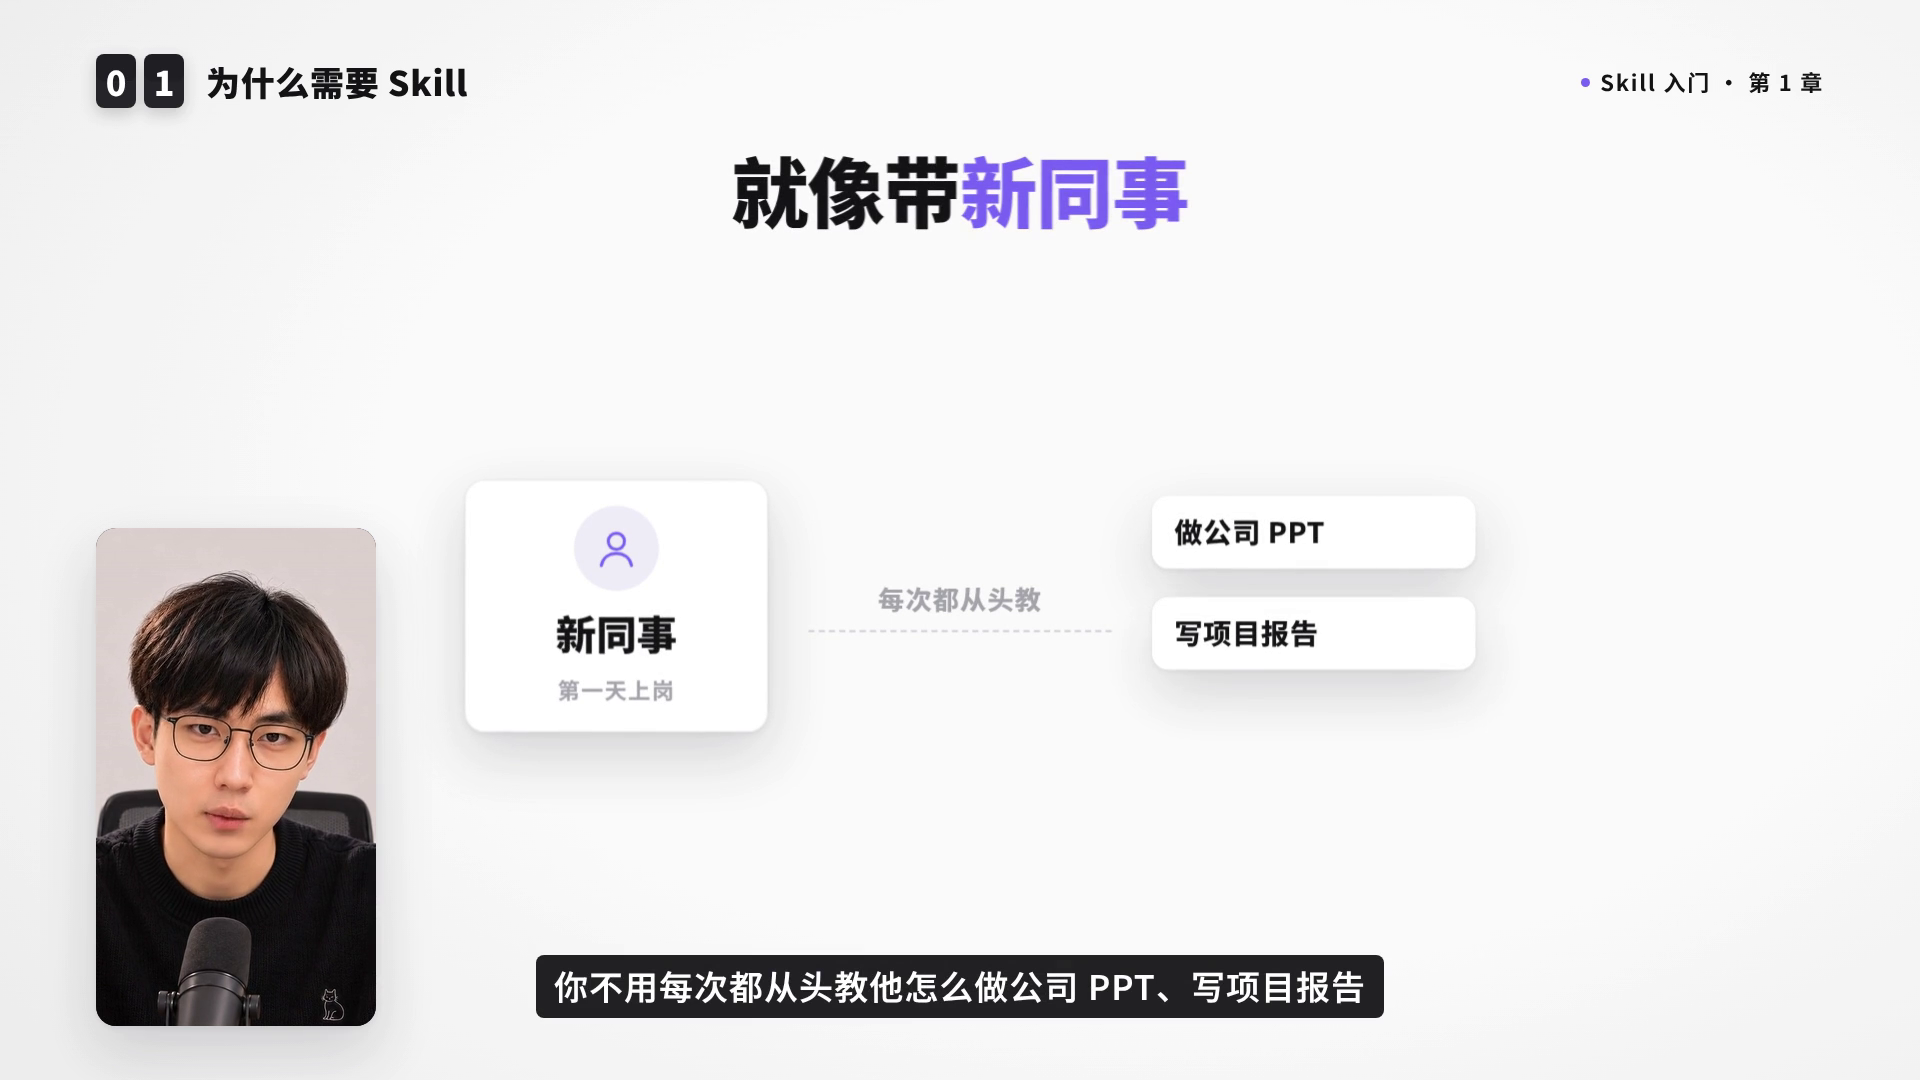 01 为什么需要 Skill
Skill 入门 · 第 1 章
就像带新同事
新同事
第一天上岗
每次都从头教
做公司 PPT
写项目报告
你不用每次都从头教他怎么做公司 PPT、写项目报告